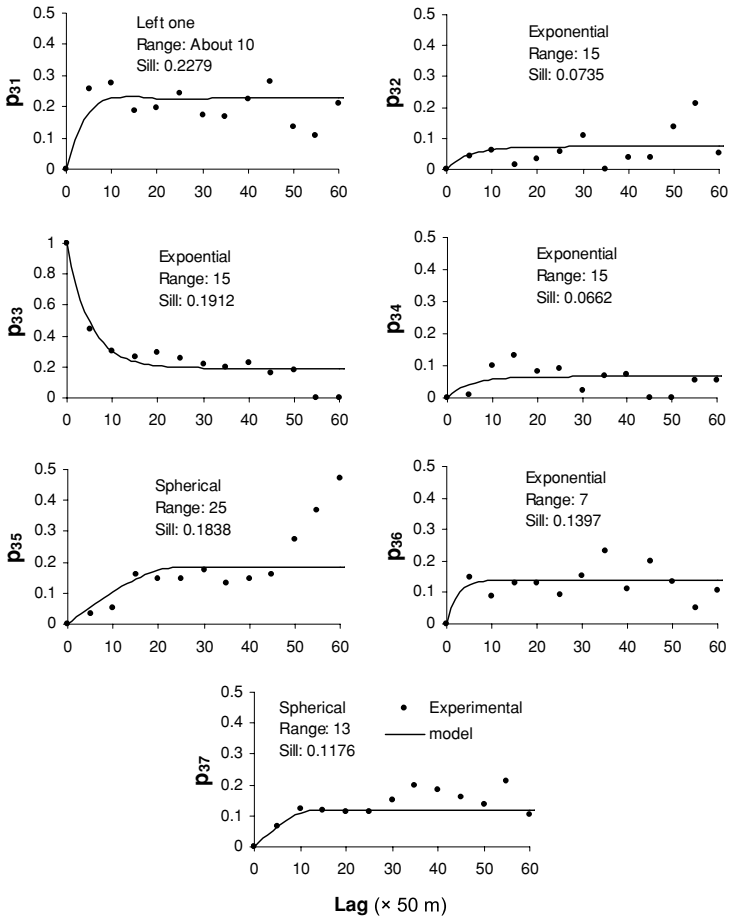 0.5
0.4
0.3
0.2
0.1
0
p31
Left one
Range: About 10
Sill: 0.2279
0 10 20 30 40 50 60
0.5
0.4
0.3
0.2
0.1
0
p32
Exponential
Range: 15
Sill: 0.0735
0 10 20 30 40 50 60
1
0.8
0.6
0.4
0.2
0
p33
Expoential
Range: 15
Sill: 0.1912
0 10 20 30 40 50 60
0.5
0.4
0.3
0.2
0.1
0
p34
Exponential
Range: 15
Sill: 0.0662
0 10 20 30 40 50 60
0.5
0.4
0.3
0.2
0.1
0
p35
Spherical
Range: 25
Sill: 0.1838
0 10 20 30 40 50 60
0.5
0.4
0.3
0.2
0.1
0
p36
Exponential
Range: 7
Sill: 0.1397
0 10 20 30 40 50 60
0.5
0.4
0.3
0.2
0.1
0
p37
Spherical
Range: 13
Sill: 0.1176
Experimental
model
0 10 20 30 40 50 60
Lag (× 50 m)